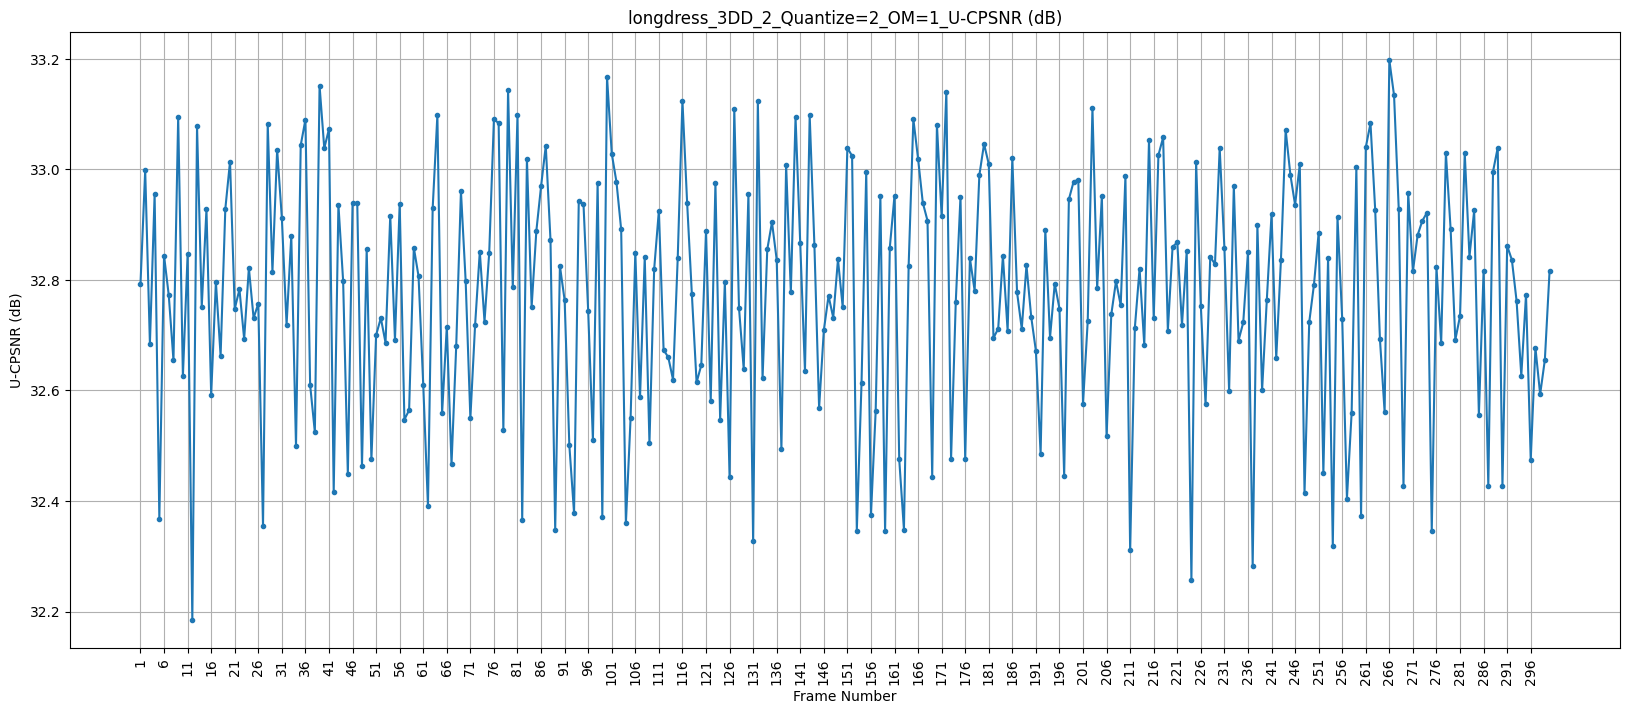 longdress_3DD_2_Quantize=2_OM=1_U-CPSNR (dB)
U-CPSNR (dB)
33.2
33.0
32.8
32.6
32.4
32.2
1 6 11 16 21 26 31 36 41 46 51 56 61 66 71 76 81 86 91 96 101 106 111 116 121 126 131 136 141 146 151 156 161 166 171 176 181 186 191 196 201 206 211 216 221 226 231 236 241 246 251 256 261 266 271 276 281 286 291 296
Frame Number